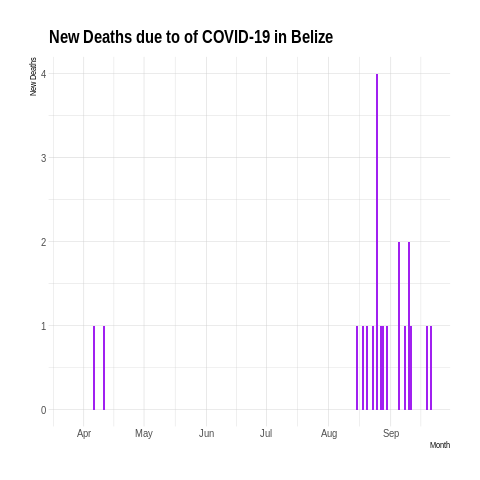 New Deaths due to of COVID-19 in Belize
New Deaths
4
3
2
1
0
Apr May Jun Jul Aug Sep
Month